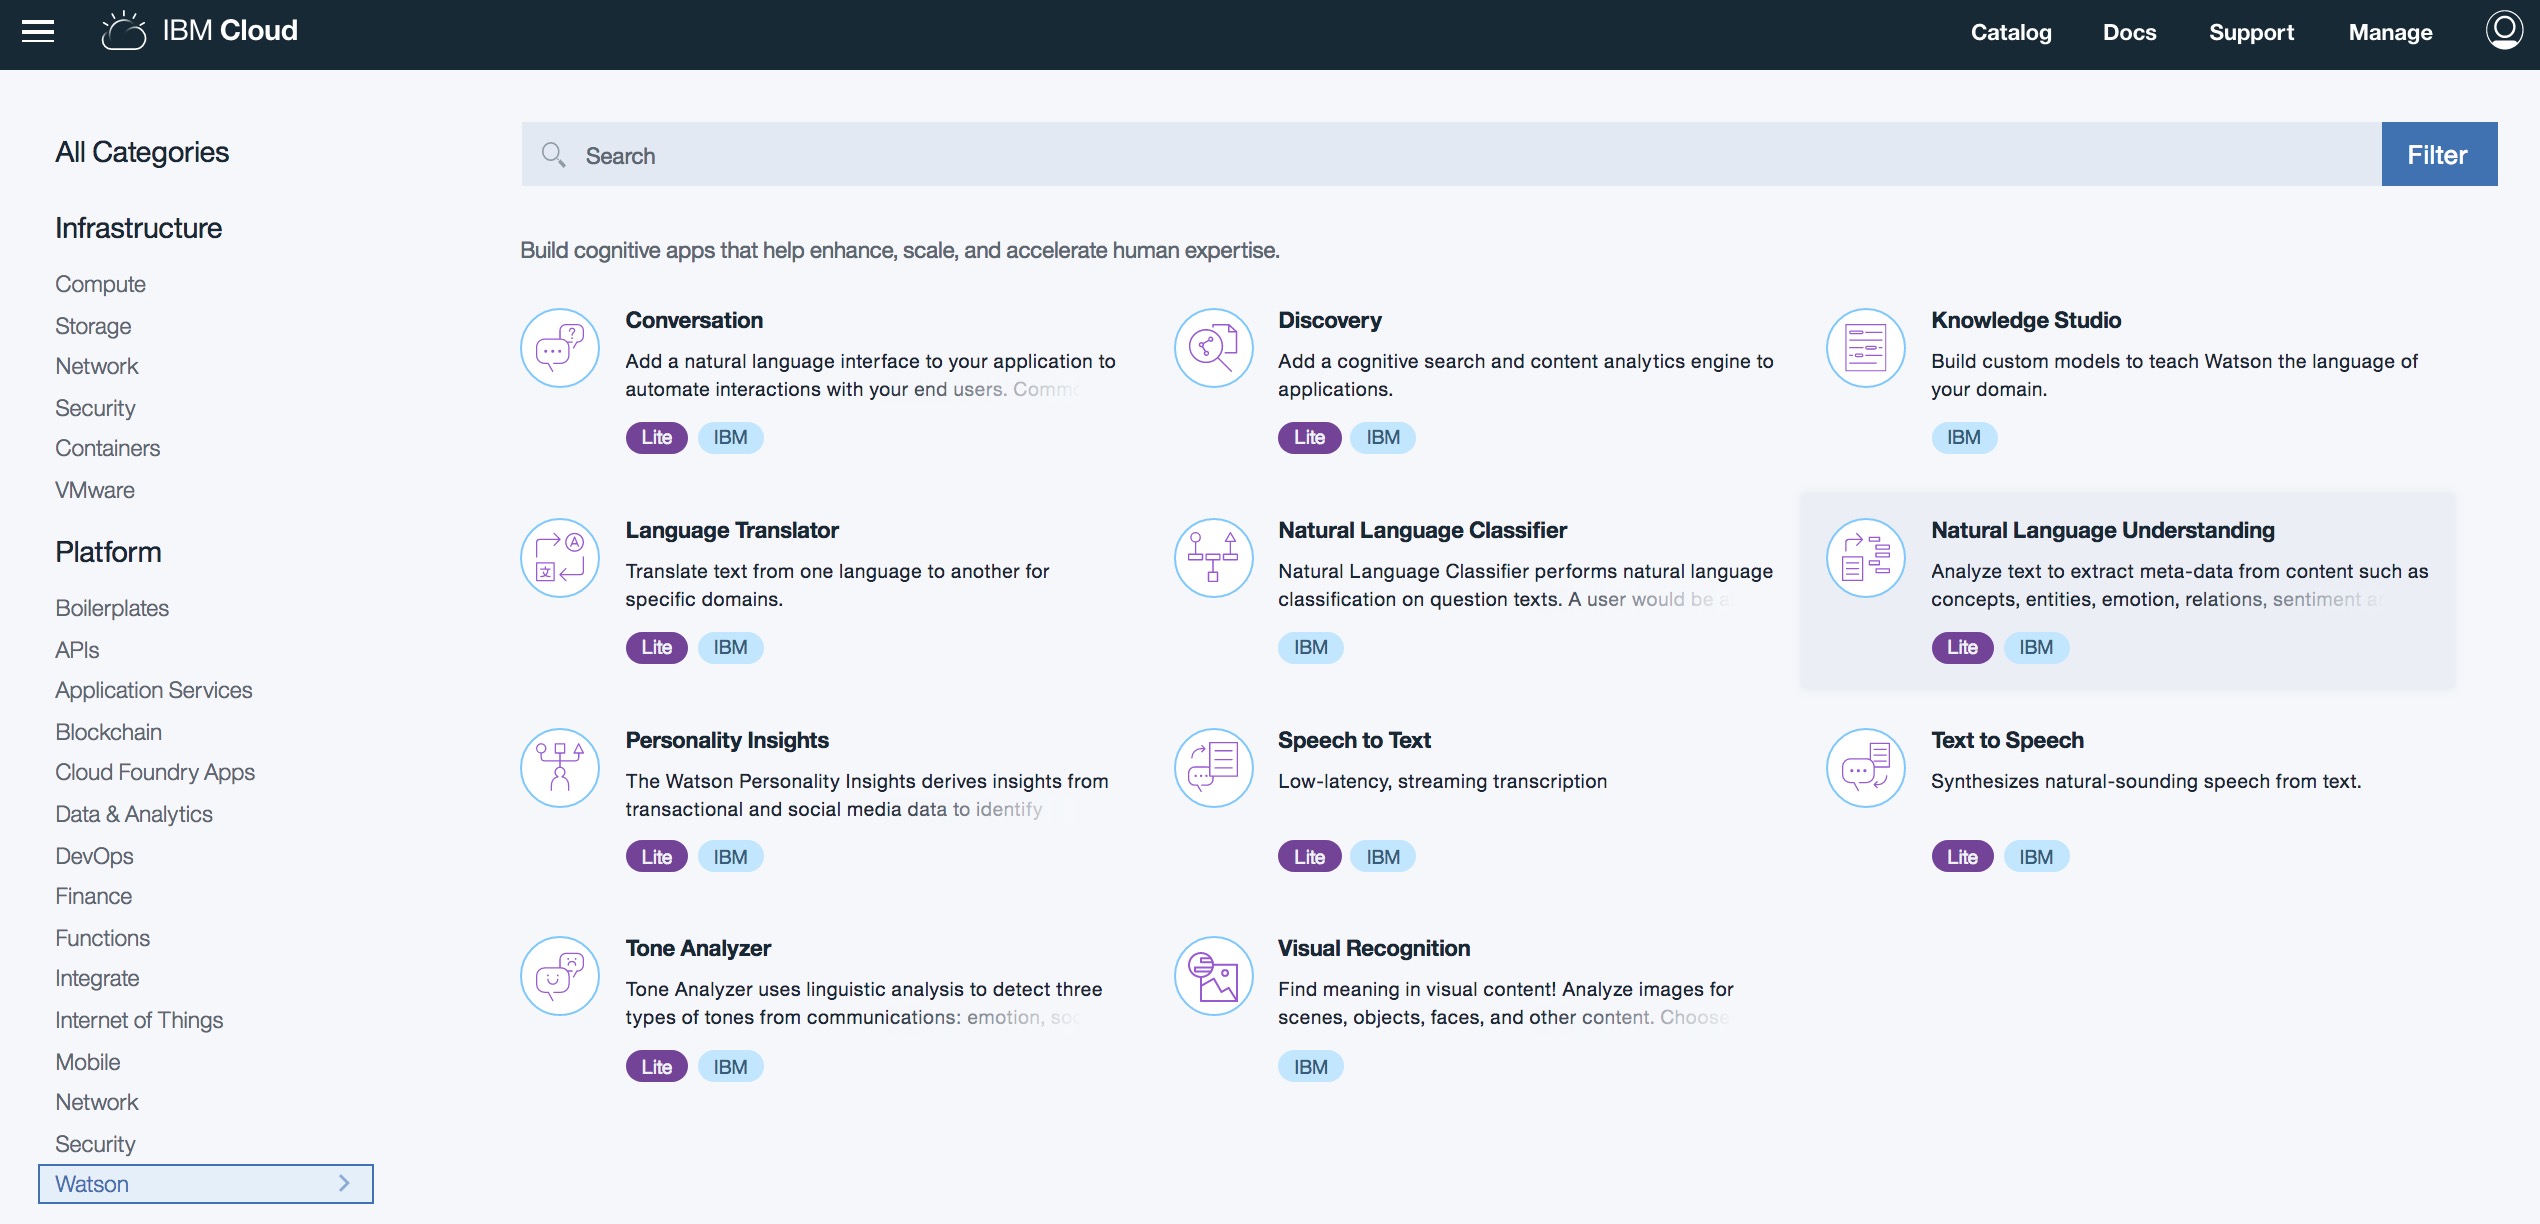 IBM Cloud
Catalog
Docs
Support
Manage
All Categories
Infrastructure
Compute
Storage
Network
Security
Containers
VMware
Platform
Boilerplates
APIs
Application Services
Blockchain
Cloud Foundry Apps
Data & Analytics
DevOps
Finance
Functions
Integrate
Internet of Things
Mobile
Network
Security
Watson
Search
Filter
Build cognitive apps that help enhance, scale, and accelerate human expertise.
Conversation
Add a natural language interface to your application to
automate interactions with your end users.
Lite
IBM
Discovery
Add a cognitive search and content analytics engine to
applications.
Lite
IBM
Knowledge Studio
Build custom models to teach Watson the language of
your domain.
IBM
Language Translator
Translate text from one language to another for
specific domains.
Lite
IBM
Natural Language Classifier
Natural Language Classifier performs natural language
classification on question texts. A user would be
IBM
Natural Language Understanding
Analyze text to extract meta-data from content such as
concepts, entities, emotion, relations, sentiment
Lite
IBM
Personality Insights
The Watson Personality Insights derives insights from
transactional and social media data to identify
Lite
IBM
Speech to Text
Low-latency, streaming transcription
Lite
IBM
Text to Speech
Synthesizes natural-sounding speech from text.
Lite
IBM
Tone Analyzer
Tone Analyzer uses linguistic analysis to detect three
types of tones from communications: emotion,
Lite
IBM
Visual Recognition
Find meaning in visual content! Analyze images for
scenes, objects, faces, and other content. Choose
IBM